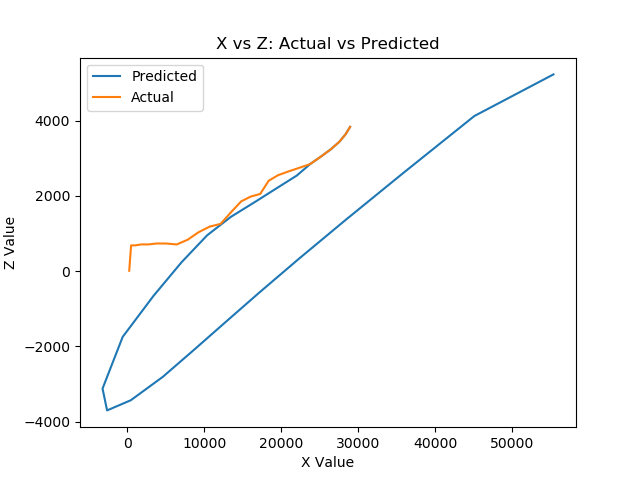 X vs Z: Actual vs Predicted
Predicted
Actual
Z Value
4000
2000
0
−2000
−4000
0 10000 20000 30000 40000 50000
X Value